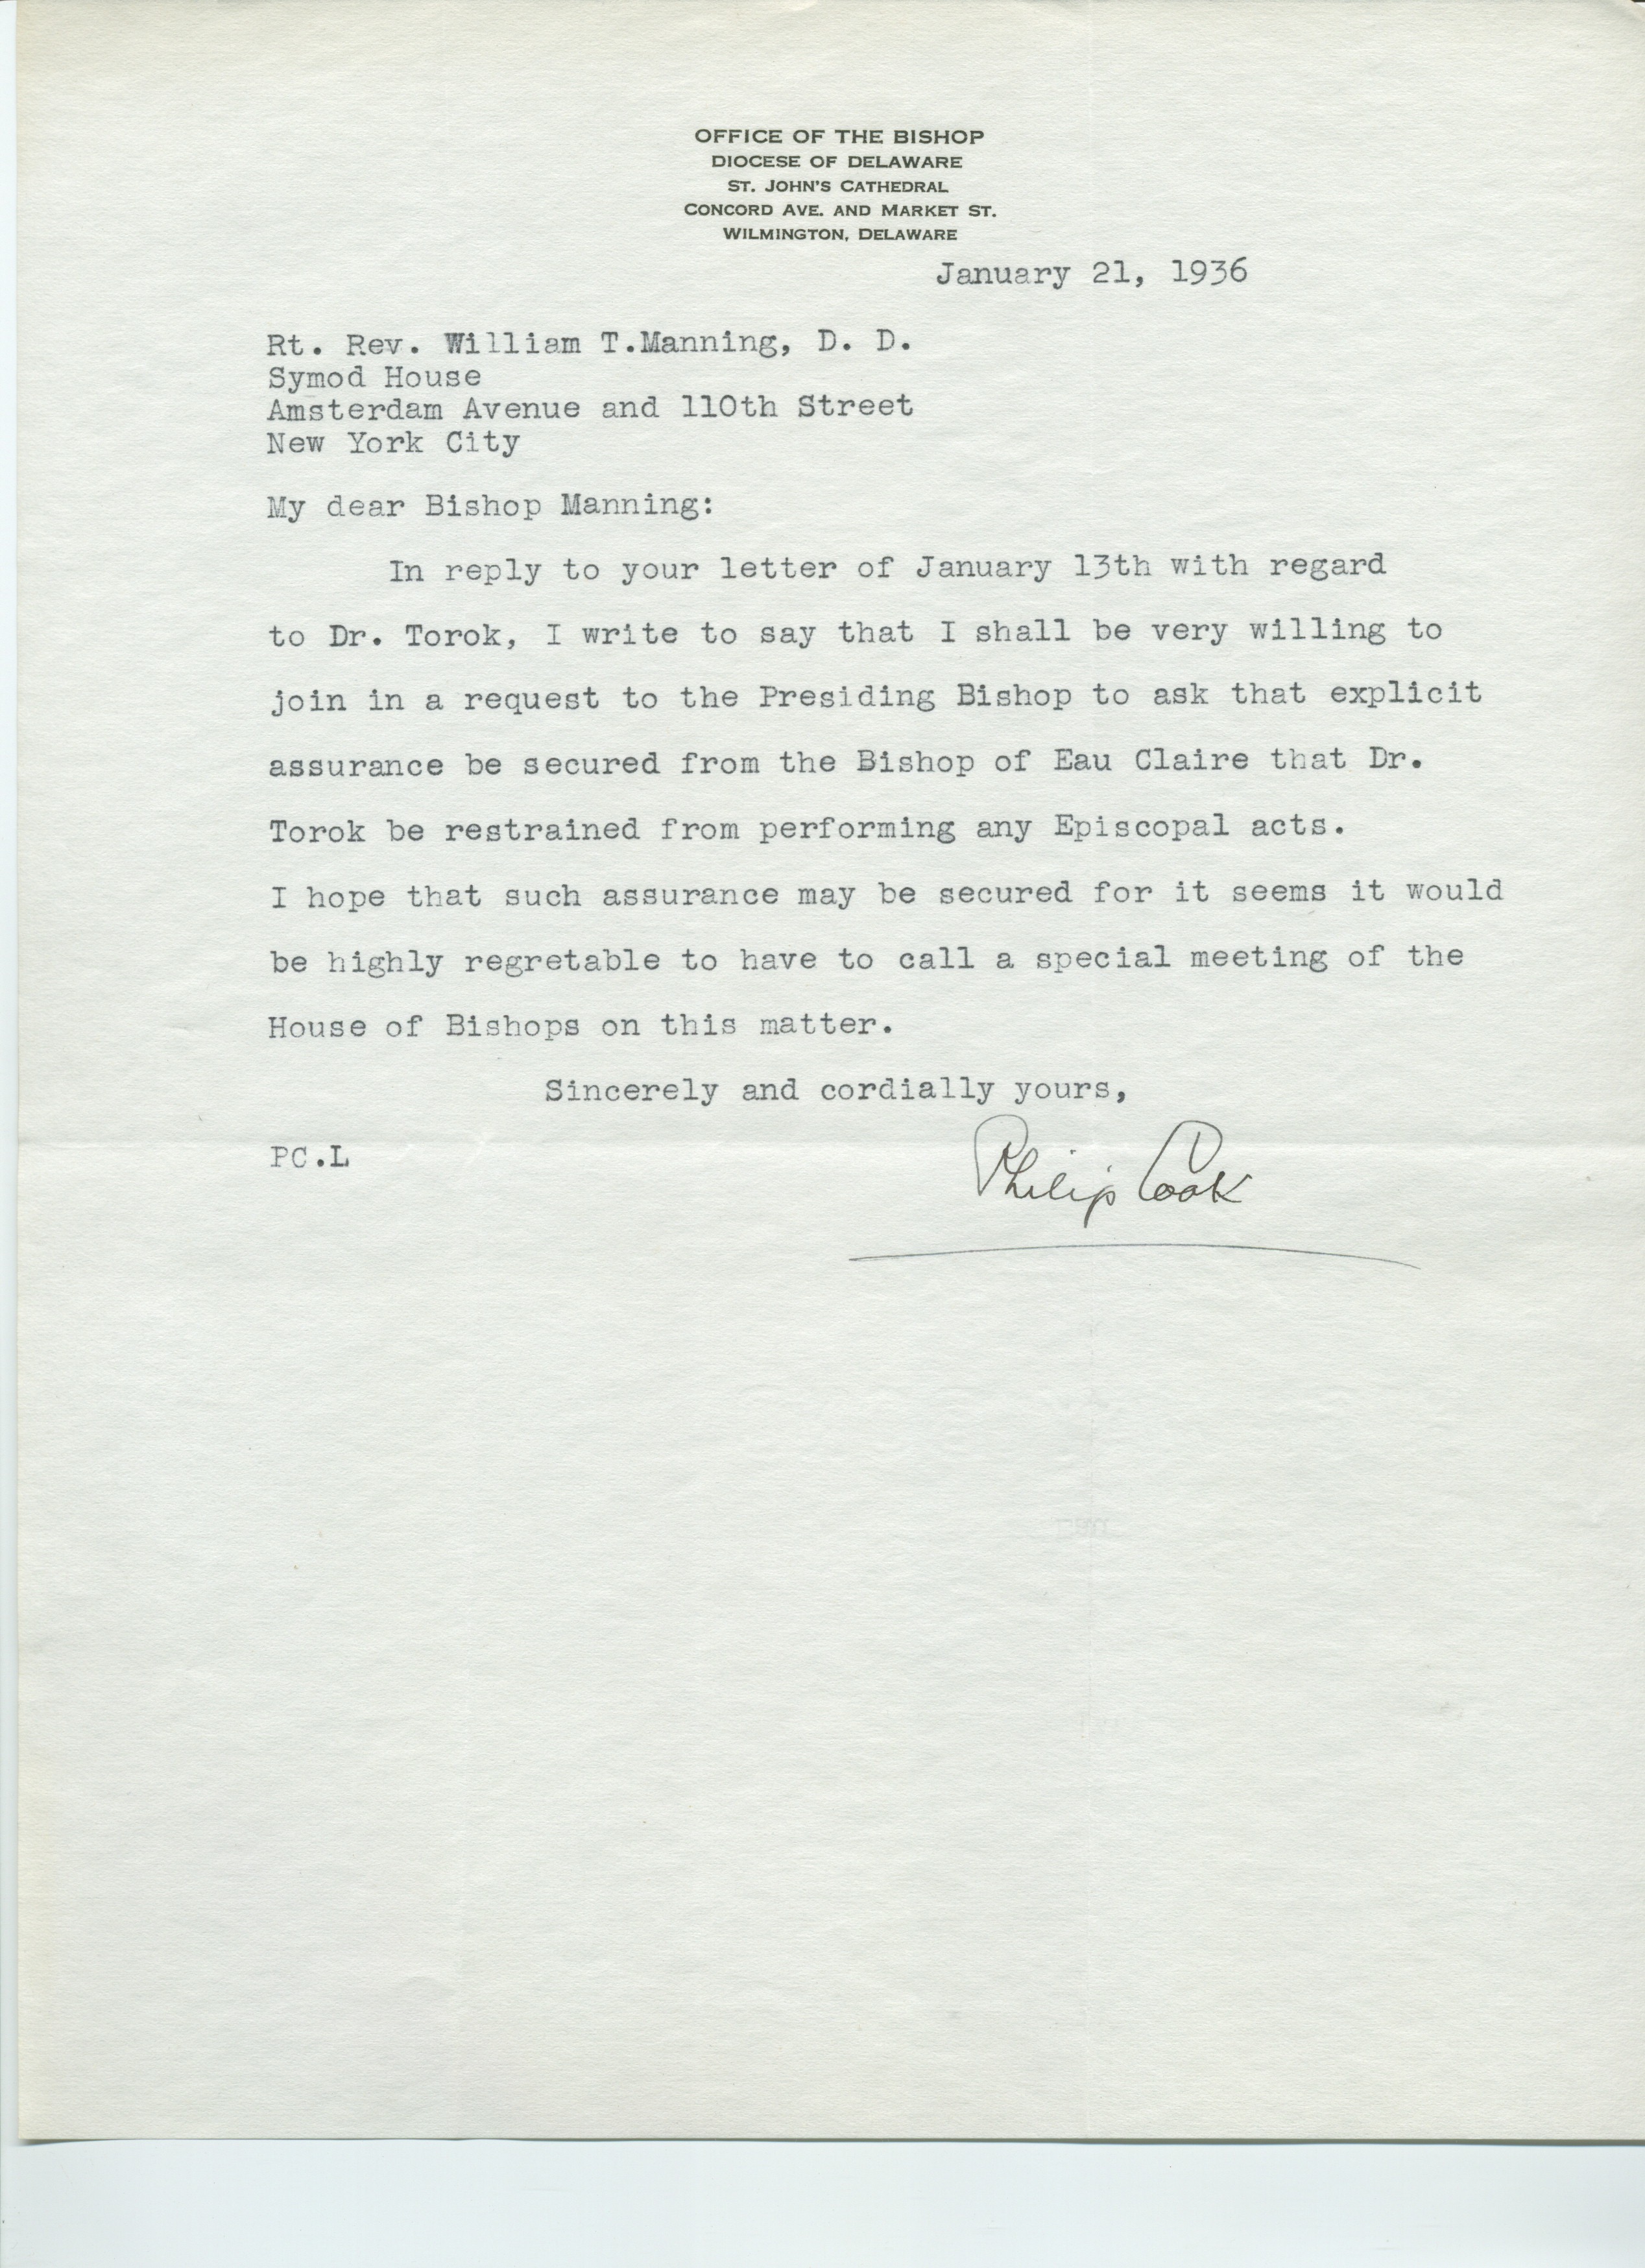 OFFICE OF THE BISHOP
DIOCESE OF DELAWARE
ST. JOHN'S CATHEDRAL
CONCORD AVE. AND MARKET ST.
WILMINGTON, DELAWARE
January 21, 1936
Rt. Rev. William T.Manning, D. D.
Symod House
Amsterdam Avenue and 110th Street
New York City
My dear Bishop Manning:
In reply to your letter of January 13th with regard
to Dr. Torok, I write to say that I shall be very willing to
join in a request to the Presiding Bishop to ask that explicit
assurance be secured from the Bishop of Eau Claire that Dr.
Torok be restrained from performing any Episcopal acts.
I hope that such assurance may be secured for it seems it would
be highly regretable to have to call a special meeting of the
House of Bishops on this matter.
Sincerely and cordially yours,
PC.L
Philip Cook